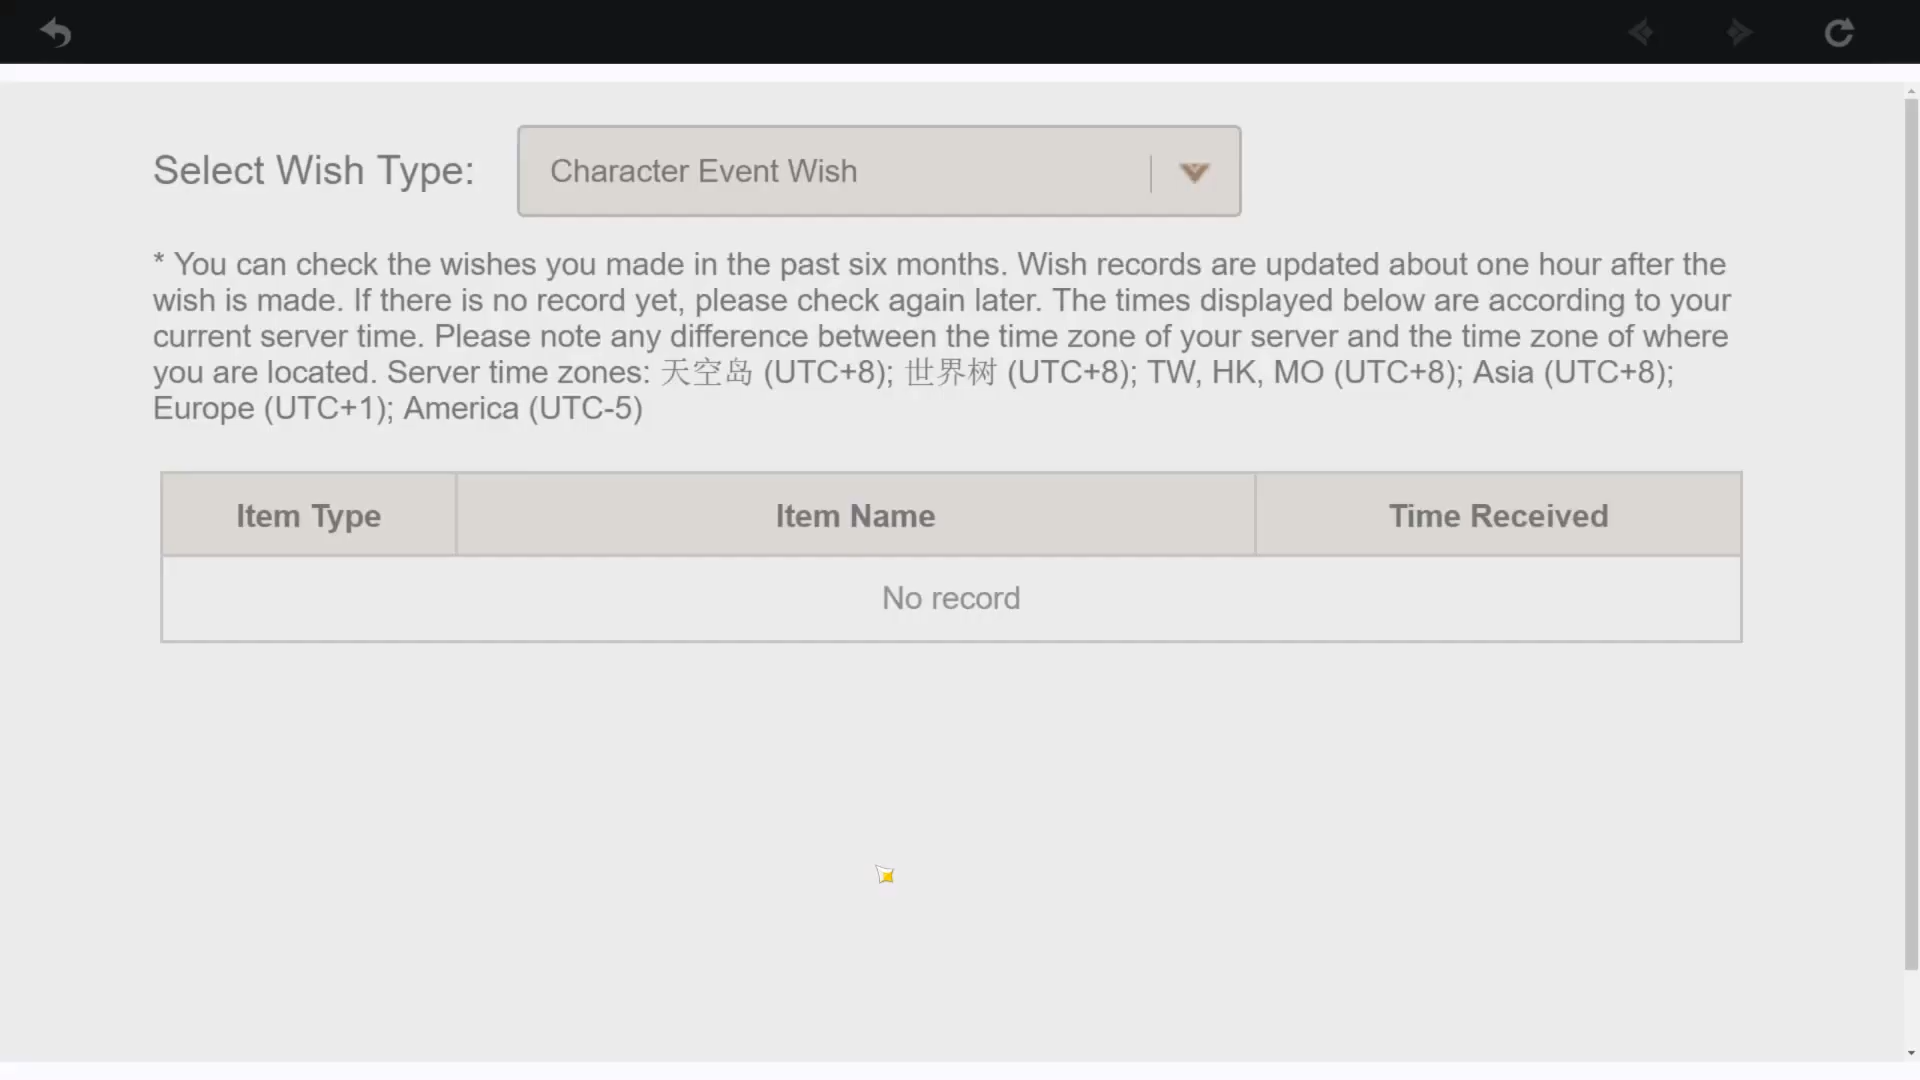 Select Wish Type:
Character Event Wish
* You can check the wishes you made in the past six months. Wish records are updated about one hour after the
wish is made. If there is no record yet, please check again later. The times displayed below are according to your
current server time. Please note any difference between the time zone of your server and the time zone of where
you are located. Server time zones: 天空岛 (UTC+8); 世界树 (UTC+8); TW, HK, MO (UTC+8); Asia (UTC+8);
Europe (UTC+1); America (UTC-5)
Item Type Item Name Time Received
No record